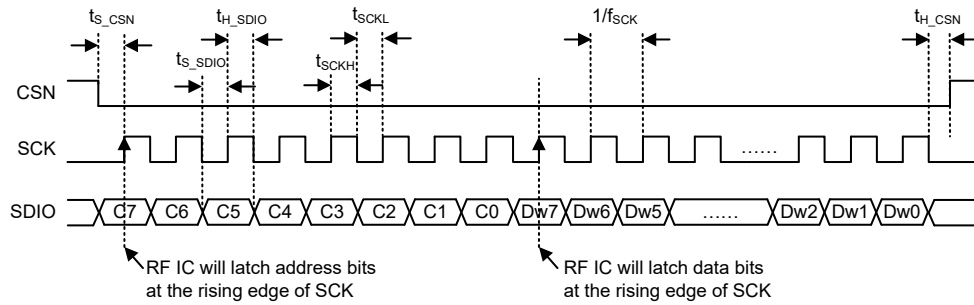 tS_CSN tH_SDIO tSCKL 1/fSCK tH_CSN
tS_SDIO tSCKH
CSN
SCK ......
SDIO C7 C6 C5 C4 C3 C2 C1 C0 Dw7 Dw6 Dw5 ...... Dw2 Dw1 Dw0
RF IC will latch address bits
at the rising edge of SCK
RF IC will latch data bits
at the rising edge of SCK